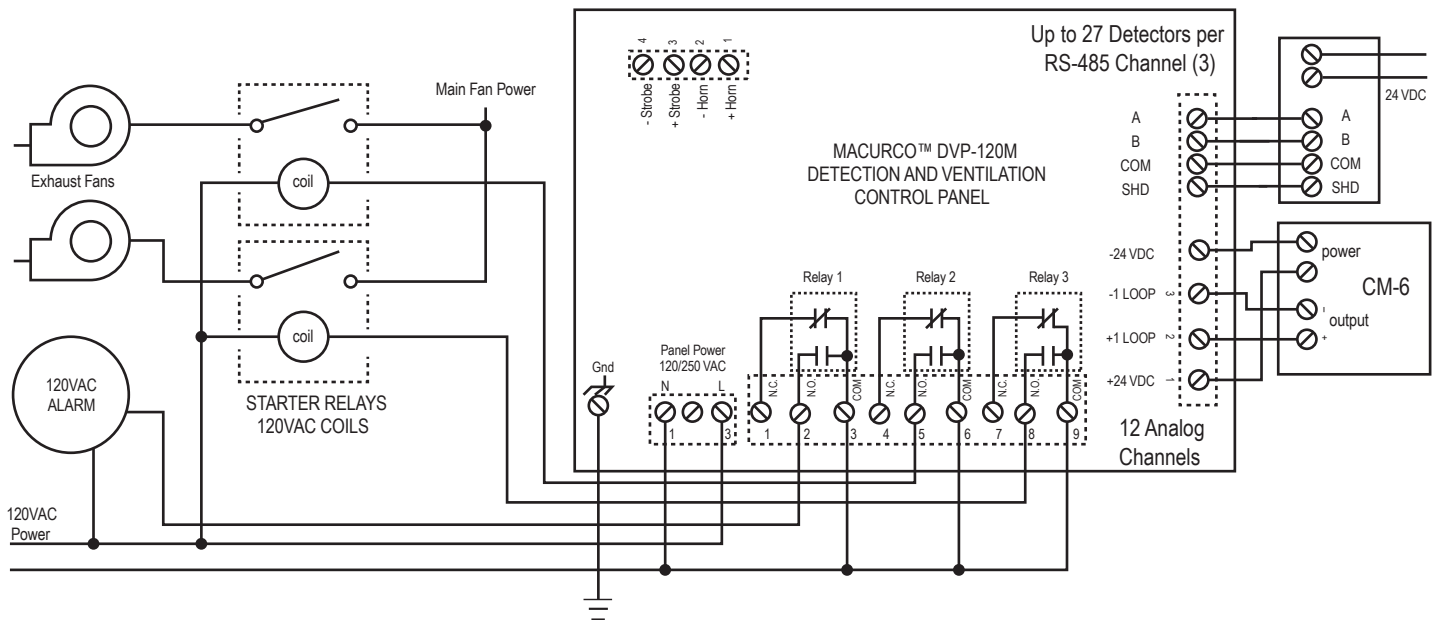 Main Fan Power
Exhaust Fans
coil
coil
120VAC
ALARM
STARTER RELAYS
120VAC COILS
120VAC
Power
4
3
2
1
- Strobe
+ Strobe
- Horn
+ Horn
Up to 27 Detectors per
RS-485 Channel (3)
MACURCO™ DVP-120M
DETECTION AND VENTILATION
CONTROL PANEL
A
B
COM
SHD
-24 VDC
-1 LOOP 3
+1 LOOP 2
+24 VDC 1
12 Analog
Channels
24 VDC
A
B
COM
SHD
power
CM-6
-
output
+
Gnd
Panel Power
120/250 VAC
N L
1 3
Relay 1
Relay 2
Relay 3
N.C. N.O. COM N.C. N.O. COM N.C. N.O. COM
1 2 3 4 5 6 7 8 9